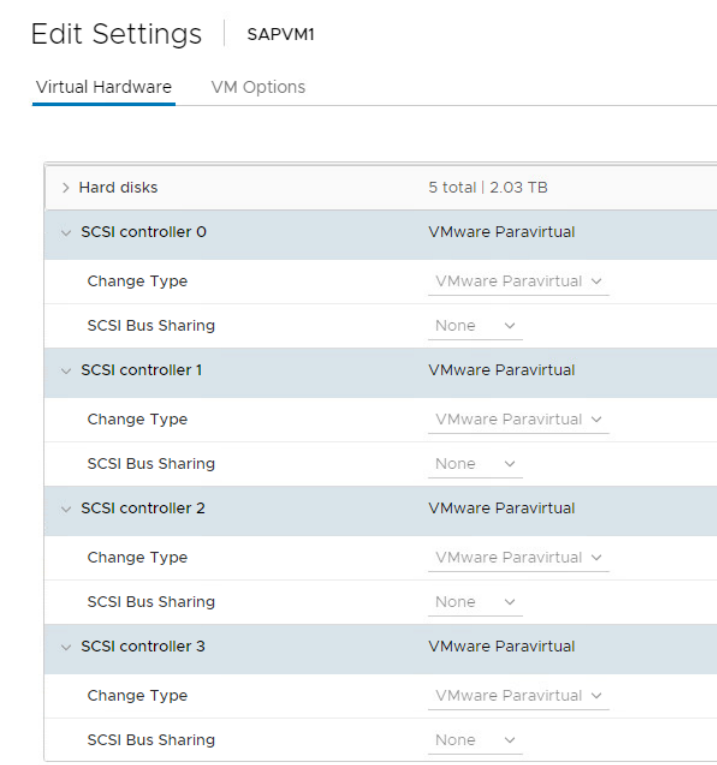 Edit Settings | SAPVM1
Virtual Hardware VM Options
Hard disks 5 total | 2.03 TB
SCSI controller 0 VMware Paravirtual
Change Type VMware Paravirtual
SCSI Bus Sharing None
SCSI controller 1 VMware Paravirtual
Change Type VMware Paravirtual
SCSI Bus Sharing None
SCSI controller 2 VMware Paravirtual
Change Type VMware Paravirtual
SCSI Bus Sharing None
SCSI controller 3 VMware Paravirtual
Change Type VMware Paravirtual
SCSI Bus Sharing None